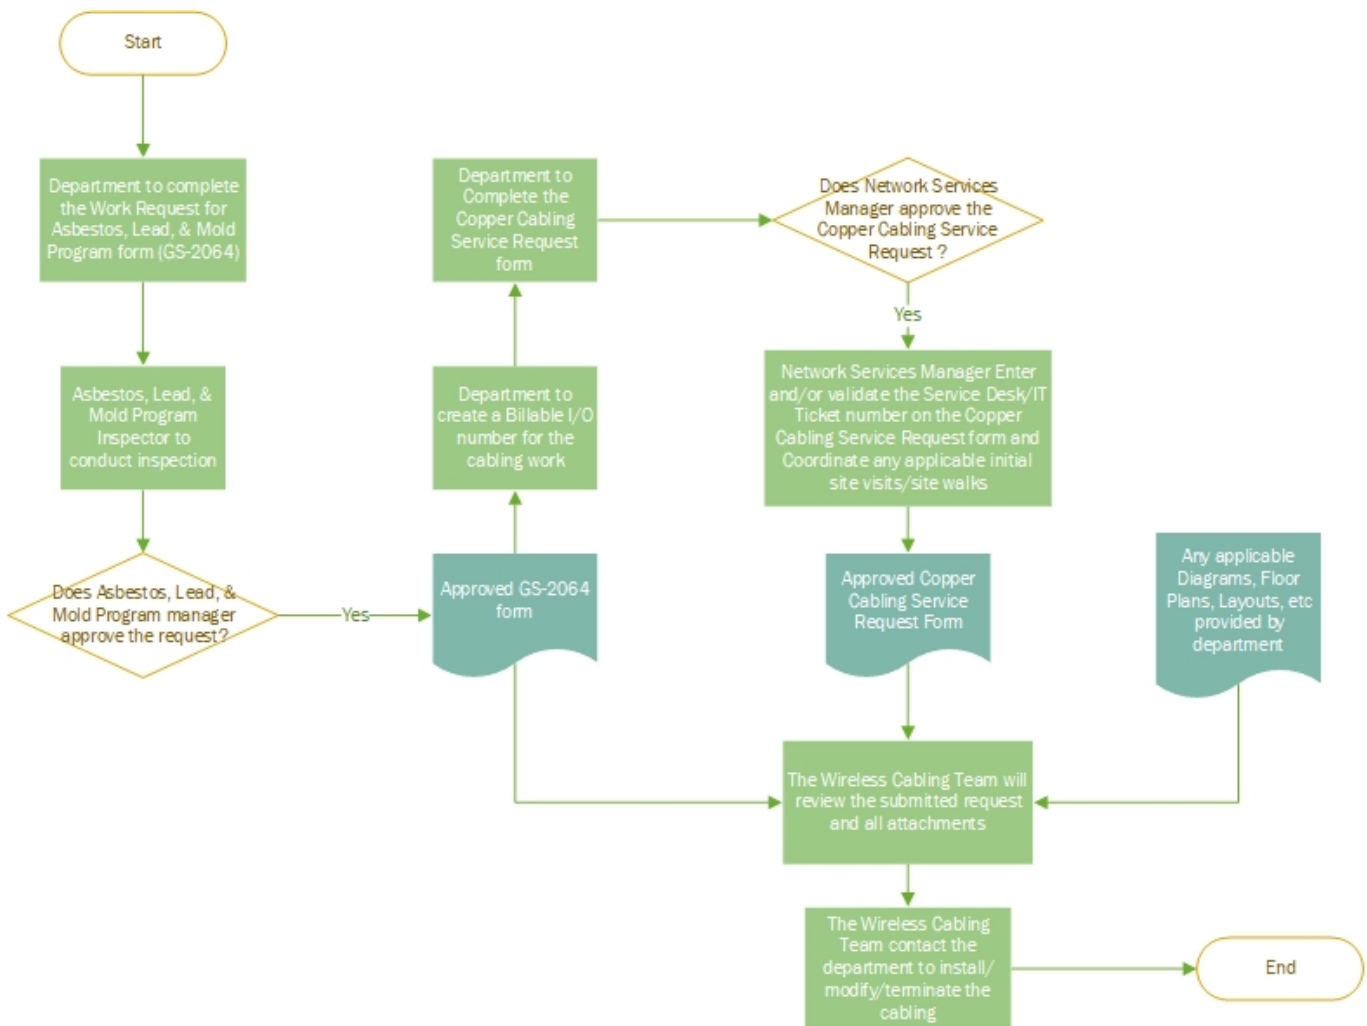 Start
Department to complete
the Work Request for
Asbestos, Lead, & Mold
Program form (GS-2064)
Asbestos, Lead, &
Mold Program
Inspector to
conduct inspection
Does Asbestos, Lead, &
Mold Program manager
approve the request?
Yes
Approved GS-2064
form
Department to
create a Billable I/O
number for the
cabling work
Department to
Complete the
Copper Cabling
Service Request
form
Does Network Services
Manager approve the
Copper Cabling Service
Request ?
Yes
Network Services Manager Enter
and/or validate the Service Desk/IT
Ticket number on the Copper
Cabling Service Request form and
Coordinate any applicable initial
site visits/site walks
Approved Copper
Cabling Service
Request Form
Any applicable
Diagrams, Floor
Plans, Layouts, etc
provided by
department
The Wireless Cabling Team will
review the submitted request
and all attachments
The Wireless Cabling
Team contact the
department to install/
modify/terminate the
cabling
End